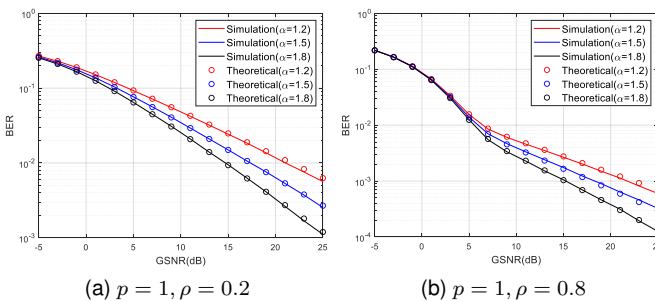 10^0
10^-1
10^-2
10^-3
BER
-5 0 5 10 15 20 25
GSNR(dB)
Simulation(α=1.2)
Simulation(α=1.5)
Simulation(α=1.8)
Theoretical(α=1.2)
Theoretical(α=1.5)
Theoretical(α=1.8)
(a) p = 1, ρ = 0.2
10^0
10^-1
10^-2
10^-3
10^-4
BER
-5 0 5 10 15 20 25
GSNR(dB)
Simulation(α=1.2)
Simulation(α=1.5)
Simulation(α=1.8)
Theoretical(α=1.2)
Theoretical(α=1.5)
Theoretical(α=1.8)
(b) p = 1, ρ = 0.8